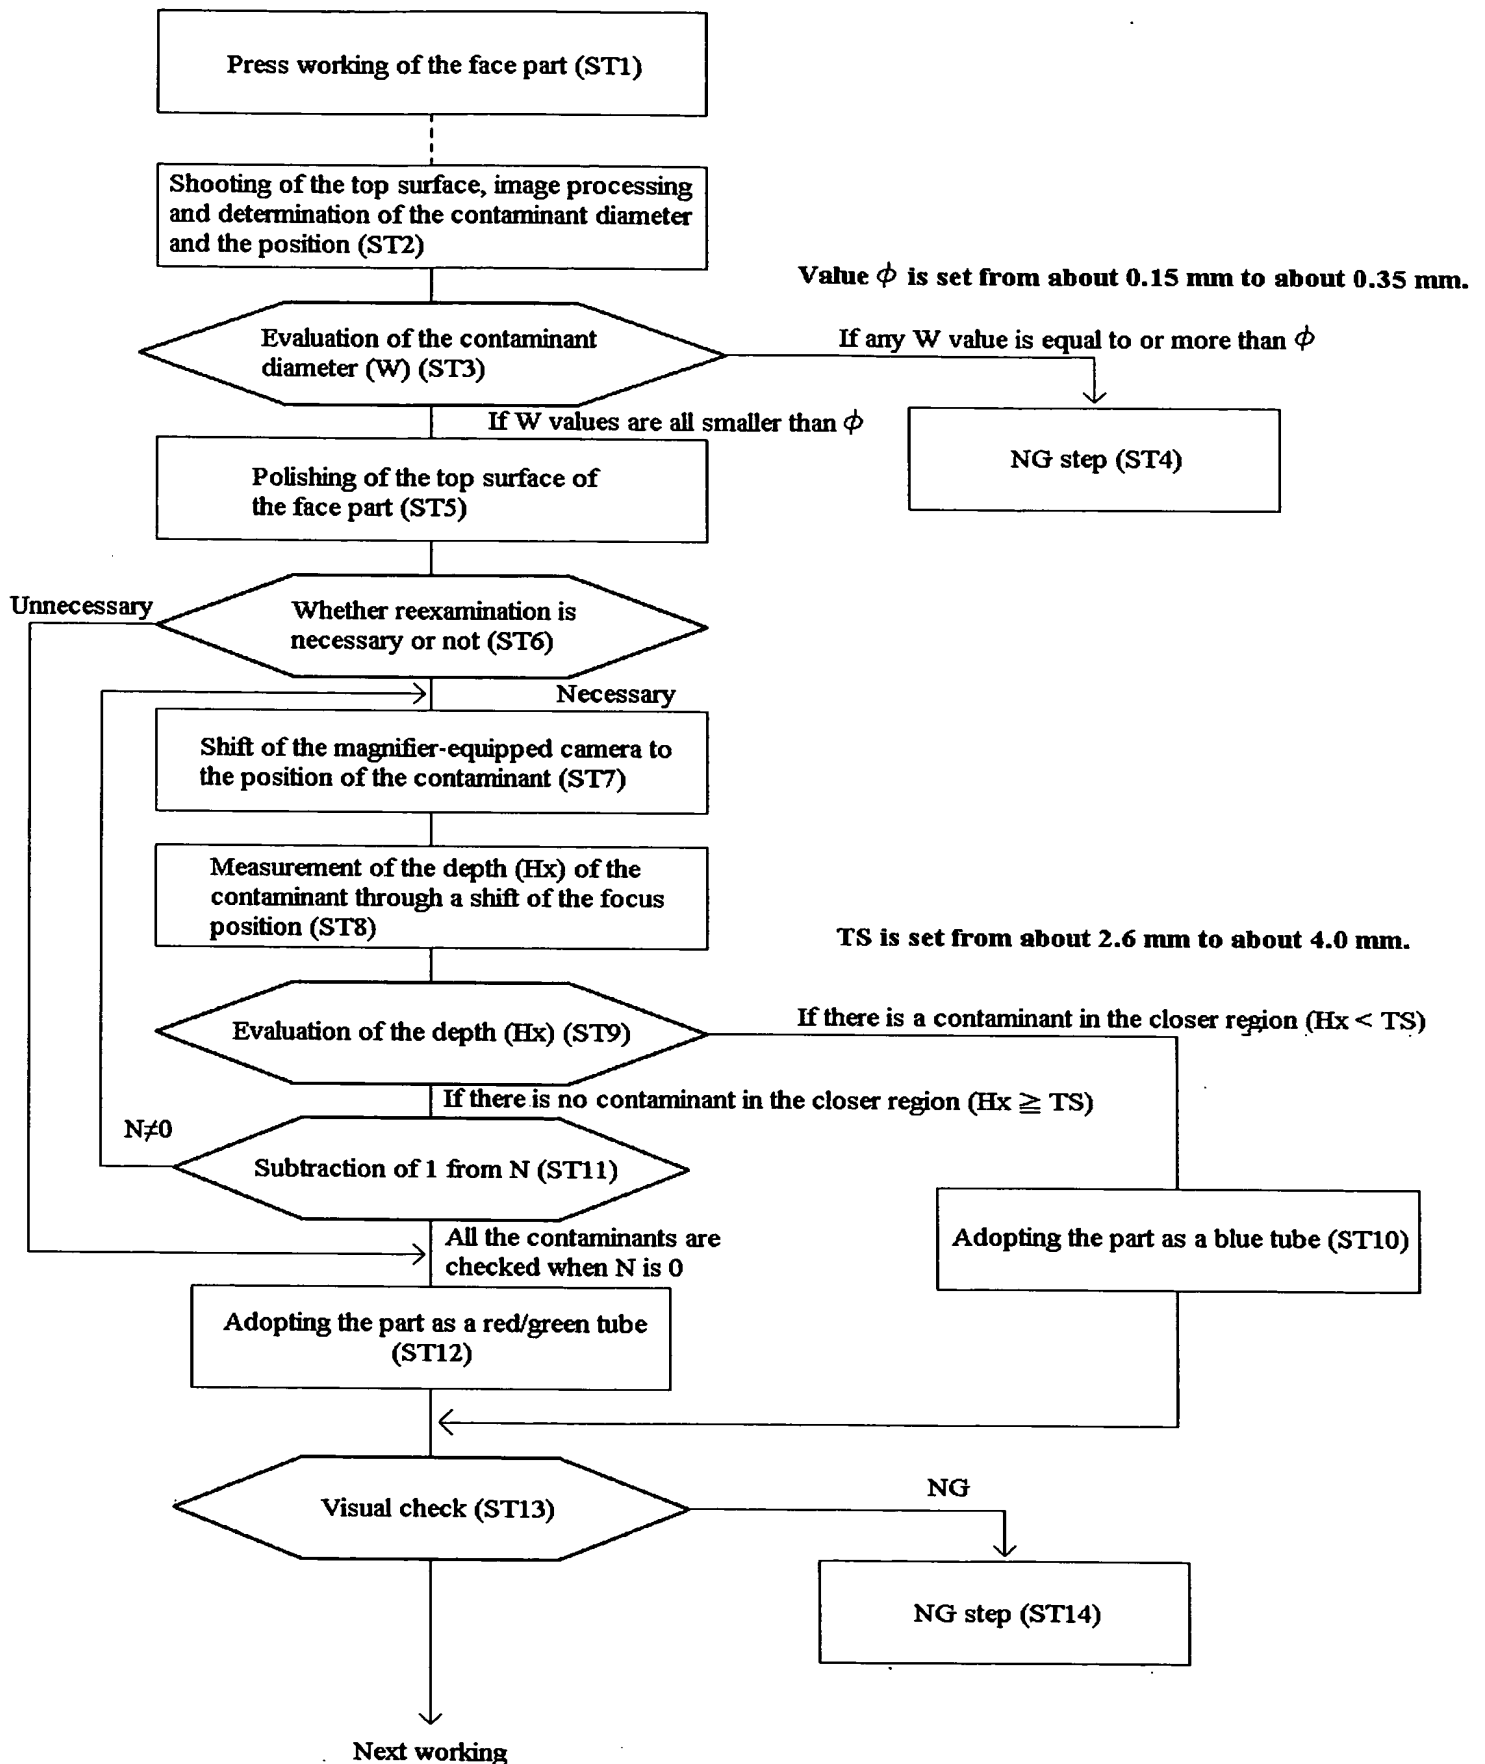 Press working of the face part (ST1)
Shooting of the top surface, image processing
and determination of the contaminant diameter
and the position (ST2)
Value ϕ is set from about 0.15 mm to about 0.35 mm.
Evaluation of the contaminant
diameter (W) (ST3)
If any W value is equal to or more than ϕ
If W values are all smaller than ϕ
NG step (ST4)
Polishing of the top surface of
the face part (ST5)
Unnecessary
Whether reexamination is
necessary or not (ST6)
Necessary
Shift of the magnifier-equipped camera to
the position of the contaminant (ST7)
Measurement of the depth (Hx) of the
contaminant through a shift of the focus
position (ST8)
TS is set from about 2.6 mm to about 4.0 mm.
Evaluation of the depth (Hx) (ST9)
If there is a contaminant in the closer region (Hx < TS)
If there is no contaminant in the closer region (Hx ≧ TS)
N≠0
Subtraction of 1 from N (ST11)
All the contaminants are
checked when N is 0
Adopting the part as a blue tube (ST10)
Adopting the part as a red/green tube
(ST12)
Visual check (ST13)
NG
NG step (ST14)
Next working